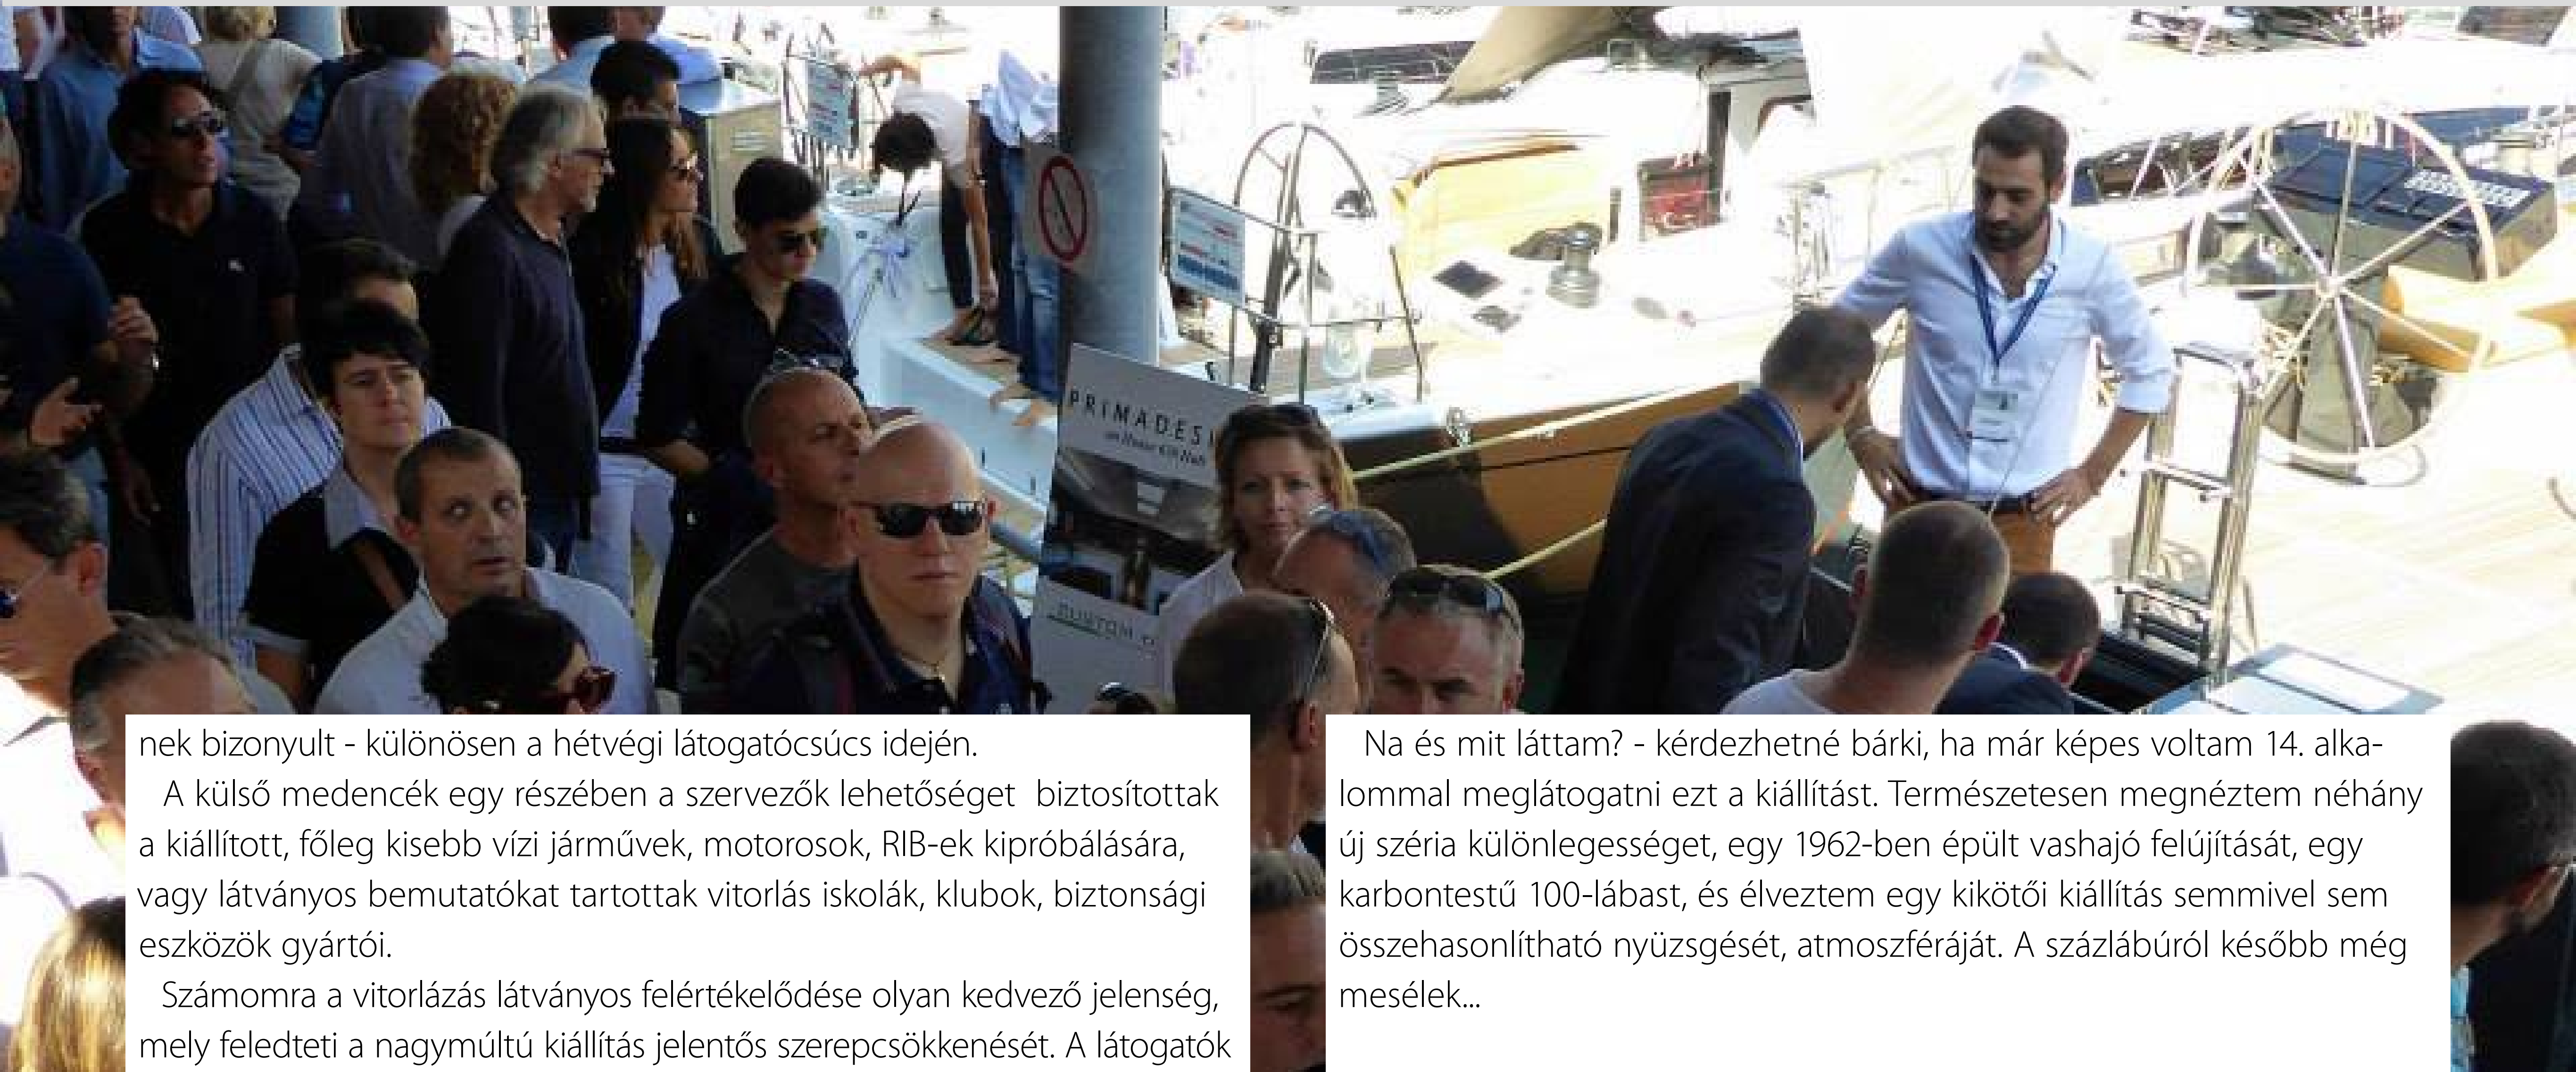 PRIMADESI
nek bizonyult - különösen a hétvégi látogatócsúcs idején.
A külső medencék egy részében a szervezők lehetőséget biztosítottak
a kiállított, főleg kisebb vízi járművek, motorosok, RIB-ek kipróbálására,
vagy látványos bemutatókat tartottak vitorlás iskolák, klubok, biztonsági
eszközök gyártói.
Számomra a vitorlázás látványos felértékelődése olyan kedvező jelenség,
mely feledteti a nagymúltú kiállítás jelentős szerepcsökkenését. A látogatók
Na és mit láttam? - kérdezhetné bárki, ha már képes voltam 14. alka-
lommal meglátogatni ezt a kiállítást. Természetesen megnéztem néhány
új széria különlegességet, egy 1962-ben épült vashajó felújítását, egy
karbontestű 100-lábast, és élveztem egy kikötői kiállítás semmivel sem
összehasonlítható nyüzsgését, atmoszféráját. A százlábúról később még
mesélek...